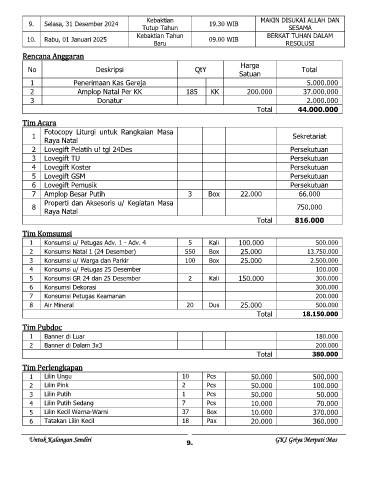 9. Selasa, 31 Desember 2024 Kebaktian Tutup Tahun 19.30 WIB MAKIN DISUKAI ALLAH DAN SESAMA
10. Rabu, 01 Januari 2025 Kebaktian Tahun Baru 09.00 WIB BERKAT TUHAN DALAM RESOLUSI
Rencana Anggaran
No Deskripsi QtY Harga Satuan Total
1 Penerimaan Kas Gereja 5.000.000
2 Amplop Natal Per KK 185 KK 200.000 37.000.000
3 Donatur 2.000.000
Total 44.000.000
Tim Acara
1 Fotocopy Liturgi untuk Rangkaian Masa Raya Natal Sekretariat
2 Lovegift Pelatih u/ tgl 24Des Persekutuan
3 Lovegift TU Persekutuan
4 Lovegift Koster Persekutuan
5 Lovegift GSM Persekutuan
6 Lovegift Pemusik Persekutuan
7 Amplop Besar Putih 3 Box 22.000 66.000
8 Properti dan Aksesoris u/ Kegiatan Masa Raya Natal 750.000
Total 816.000
Tim Komsumsi
1 Konsumsi u/ Petugas Adv. 1 - Adv. 4 5 Kali 100.000 500.000
2 Konsumsi Natal 1 (24 Desember) 550 Box 25.000 13.750.000
3 Konsumsi u/ Warga dan Parkir 100 Box 25.000 2.500.000
4 Konsumsi u/ Petugas 25 Desember 100.000
5 Konsumsi GR 24 dan 25 Desember 2 Kali 150.000 300.000
6 Konsumsi Dekorasi 300.000
7 Konsumsi Petugas Keamanan 200.000
8 Air Mineral 20 Dus 25.000 500.000
Total 18.150.000
Tim Pubdoc
1 Banner di Luar 180.000
2 Banner di Dalam 3x3 200.000
Total 380.000
Tim Perlengkapan
1 Lilin Ungu 10 Pcs 50.000 500.000
2 Lilin Pink 2 Pcs 50.000 100.000
3 Lilin Putih 1 Pcs 50.000 50.000
4 Lilin Putih Sedang 7 Pcs 10.000 70.000
5 Lilin Kecil Warna-Warni 37 Box 10.000 370.000
6 Tatakan Lilin Kecil 18 Pax 20.000 360.000
Untuk Kalangan Sendiri GKI Griya Merpati Mas
9.